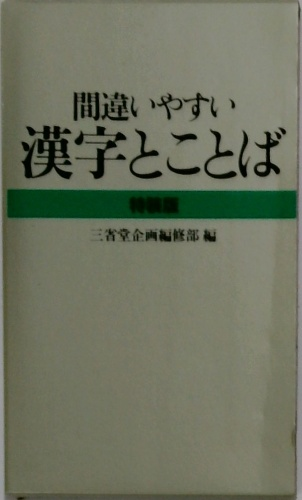 間違いやすい
漢字とことば
特装版
三省堂企画編修部 編